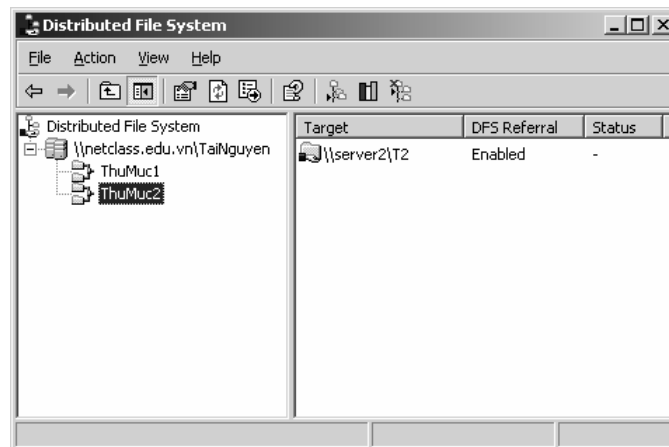 Distributed File System
File Action View Help
Distributed File System
\\netclass.edu.vn\TaiNguyen
ThuMuc1
ThuMuc2
Target DFS Referral Status
\\server2\T2 Enabled -